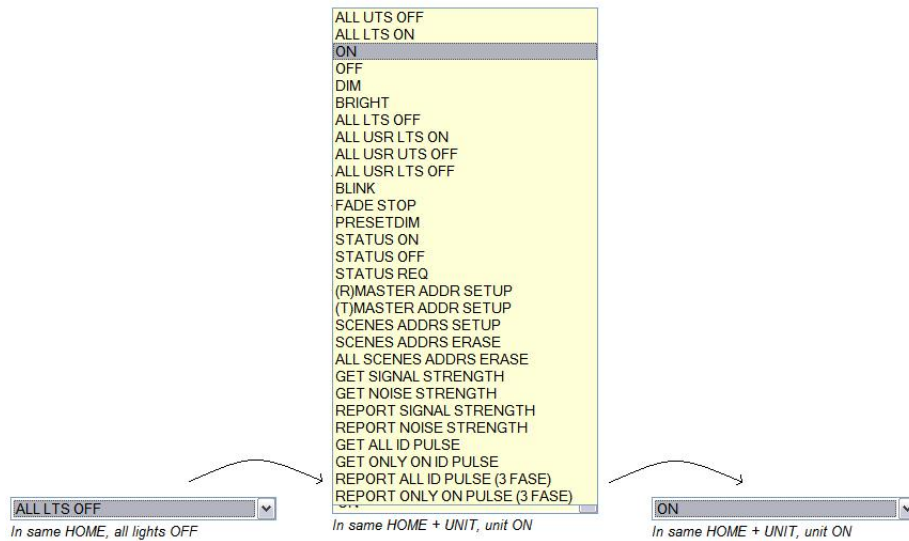 ALL UTS OFF
ALL LTS ON
ON
OFF
DIM
BRIGHT
ALL LTS OFF
ALL USR LTS ON
ALL USR UTS OFF
ALL USR LTS OFF
BLINK
FADE STOP
PRESETDIM
STATUS ON
STATUS OFF
STATUS REQ
(R)MASTER ADDR SETUP
(T)MASTER ADDR SETUP
SCENES ADDRS SETUP
SCENES ADDRS ERASE
ALL SCENES ADDRS ERASE
GET SIGNAL STRENGTH
GET NOISE STRENGTH
REPORT SIGNAL STRENGTH
REPORT NOISE STRENGTH
GET ALL ID PULSE
GET ONLY ON ID PULSE
REPORT ALL ID PULSE (3 FASE)
REPORT ONLY ON PULSE (3 FASE)
ALL LTS OFF
In same HOME, all lights OFF
In same HOME + UNIT, unit ON
ON
In same HOME + UNIT, unit ON